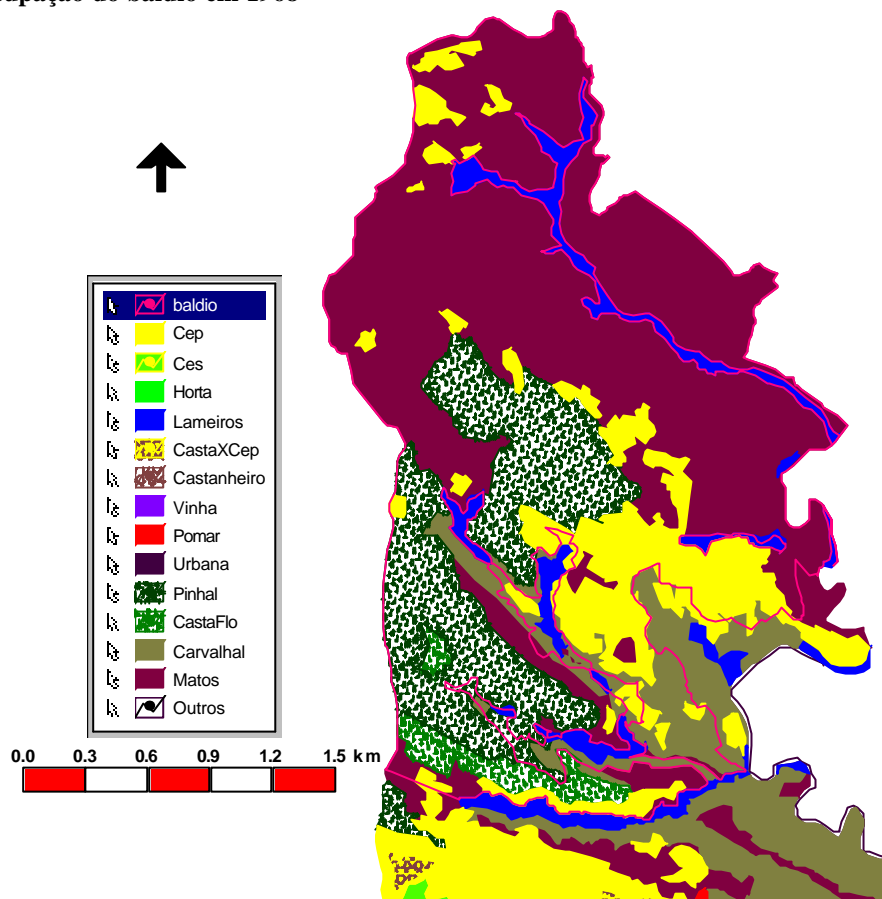 baldio
Cep
Ces
Horta
Lameiros
CastaXCep
Castanheiro
Vinha
Pomar
Urbana
Pinhal
CastaFlo
Carvalhal
Matos
Outros
0.0 0.3 0.6 0.9 1.2 1.5 km